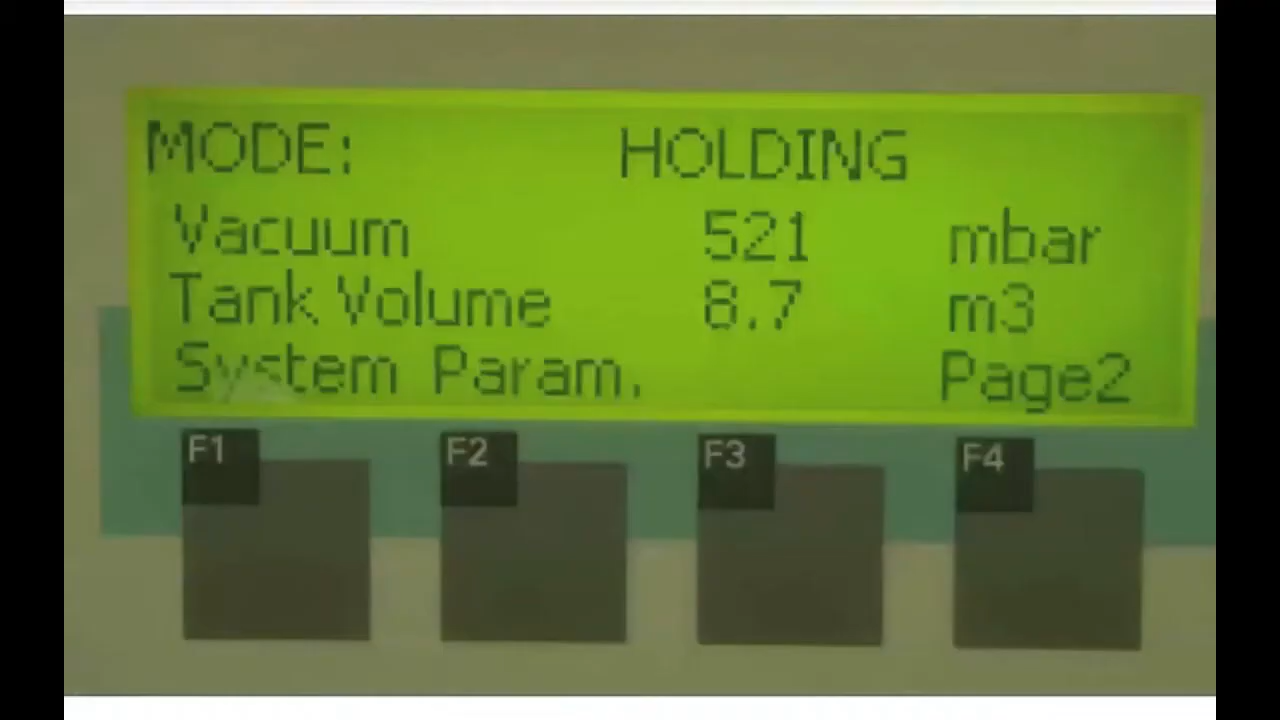 MODE: HOLDING
Vacuum 521 mbar
Tank Volume 8.7 m3
System Param. Page2
F1 F2 F3 F4